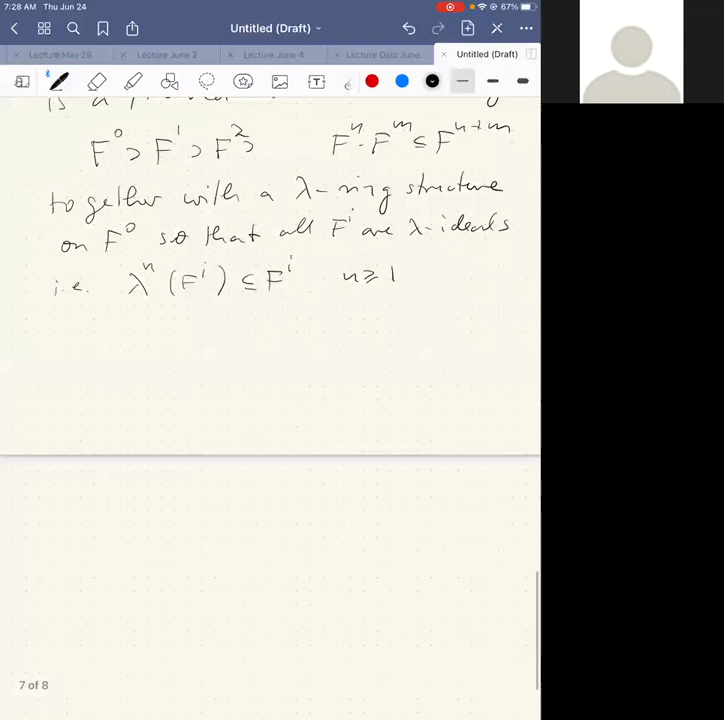 7:28 AM Thu Jun 24
67%
Untitled (Draft)
Lecture May 28
Lecture June 2
Lecture June 4
Lecture Oslo June...
Untitled (Draft)
is a
F⁰ ⊃ F¹ ⊃ F² ⊃ Fⁿ · Fᵐ ⊆ Fⁿ⁺ᵐ
together with a λ-ring structure
on F⁰ so that all Fⁱ are λ-ideals
i.e. λⁿ (Fⁱ) ⊆ Fⁱ n ≥ 1
7 of 8